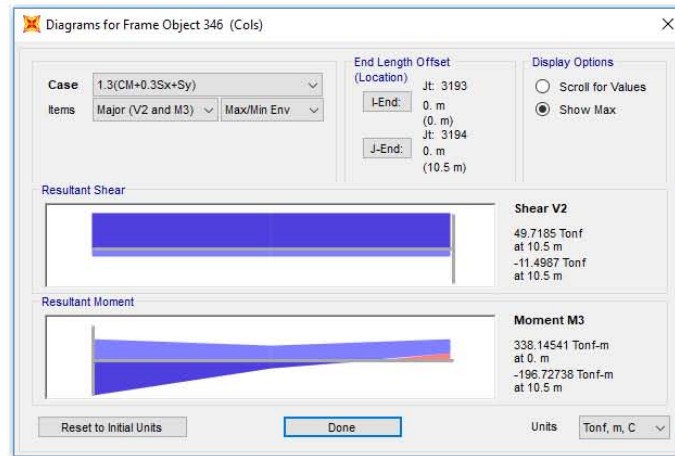 Diagrams for Frame Object 346 (Cols)
Case 1.3(CM+0.3Sx+Sy)
Items Major (V2 and M3) Max/Min Env
End Length Offset
(Location)
I-End:
Jt: 3193
0. m
(0. m)
J-End:
Jt: 3194
0. m
(10.5 m)
Display Options
Scroll for Values
Show Max
Resultant Shear
Shear V2
49.7185 Tonf
at 10.5 m
-11.4987 Tonf
at 10.5 m
Resultant Moment
Moment M3
338.14541 Tonf-m
at 0. m
-196.72738 Tonf-m
at 10.5 m
Reset to Initial Units
Done
Units Tonf, m, C